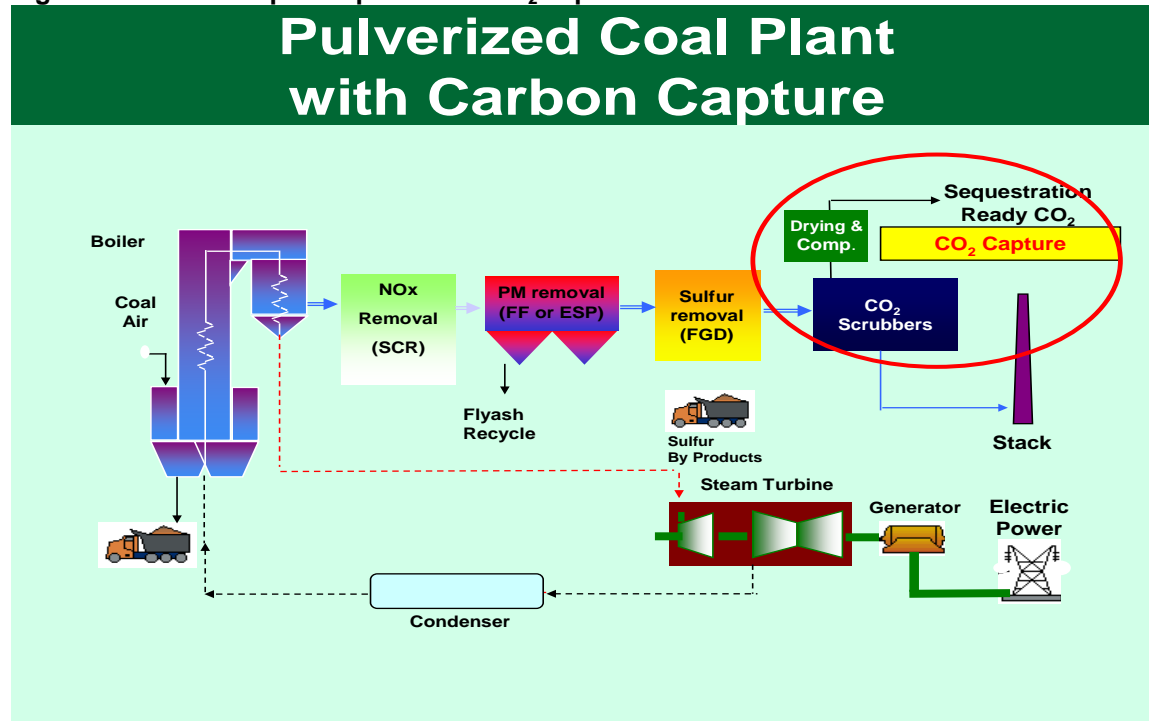 Pulverized Coal Plant
with Carbon Capture
Sequestration
Ready CO₂
Drying &
Comp.
CO₂ Capture
Boiler
Coal
Air
NOx
Removal
(SCR)
PM removal
(FF or ESP)
Sulfur
removal
(FGD)
CO₂
Scrubbers
Flyash
Recycle
Sulfur
By Products
Stack
Steam Turbine
Generator
Electric
Power
Condenser